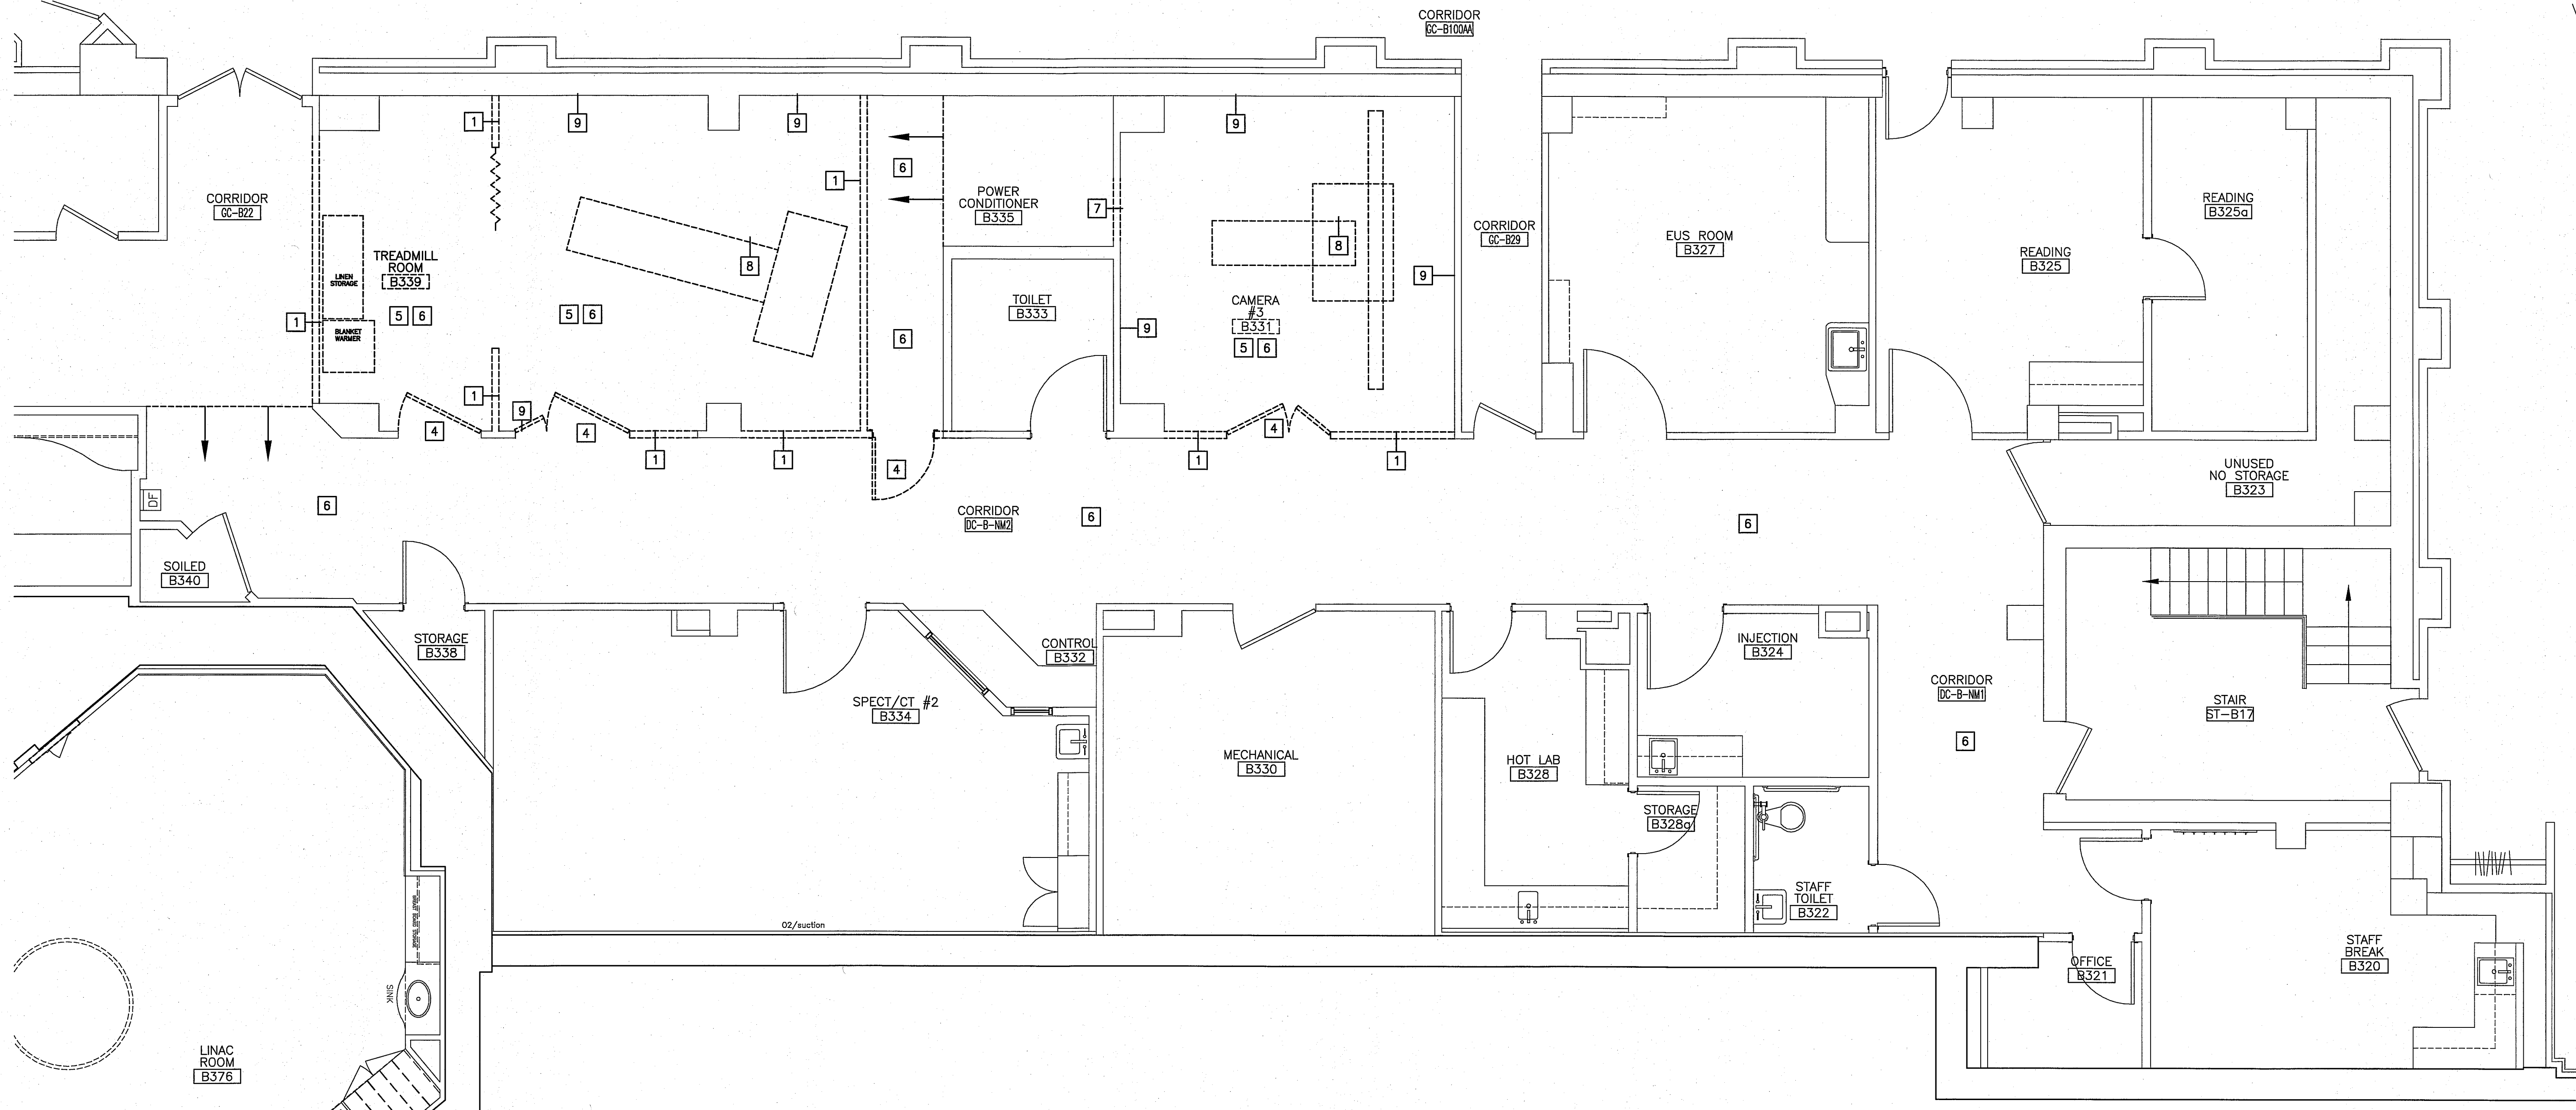 CORRIDOR
GC-B100AA
1
9
9
9
6
CORRIDOR
GC-B22
1
POWER
CONDITIONER
B335
7
READING
B325a
CORRIDOR
GC-B29
EUS ROOM
B327
8
READING
B325
TREADMILL
ROOM
B339
LINEN
STORAGE
8
9
TOILET
B333
CAMERA
#3
B331
1
5 6
5 6
BLANKET
WARMER
6
9
5 6
1
9
4
4
4
1
1
4
1
1
UNUSED
NO STORAGE
B323
DF
6
CORRIDOR
DC-B-NM2
6
6
SOILED
B340
STORAGE
B338
CONTROL
B332
INJECTION
B324
SPECT/CT #2
B334
CORRIDOR
DC-B-NM1
STAIR
ST-B17
MECHANICAL
B330
HOT LAB
B328
6
STORAGE
B328a
STAFF
TOILET
B322
O2/suction
STAFF
BREAK
B320
OFFICE
B321
SINK
LINAC
ROOM
B376